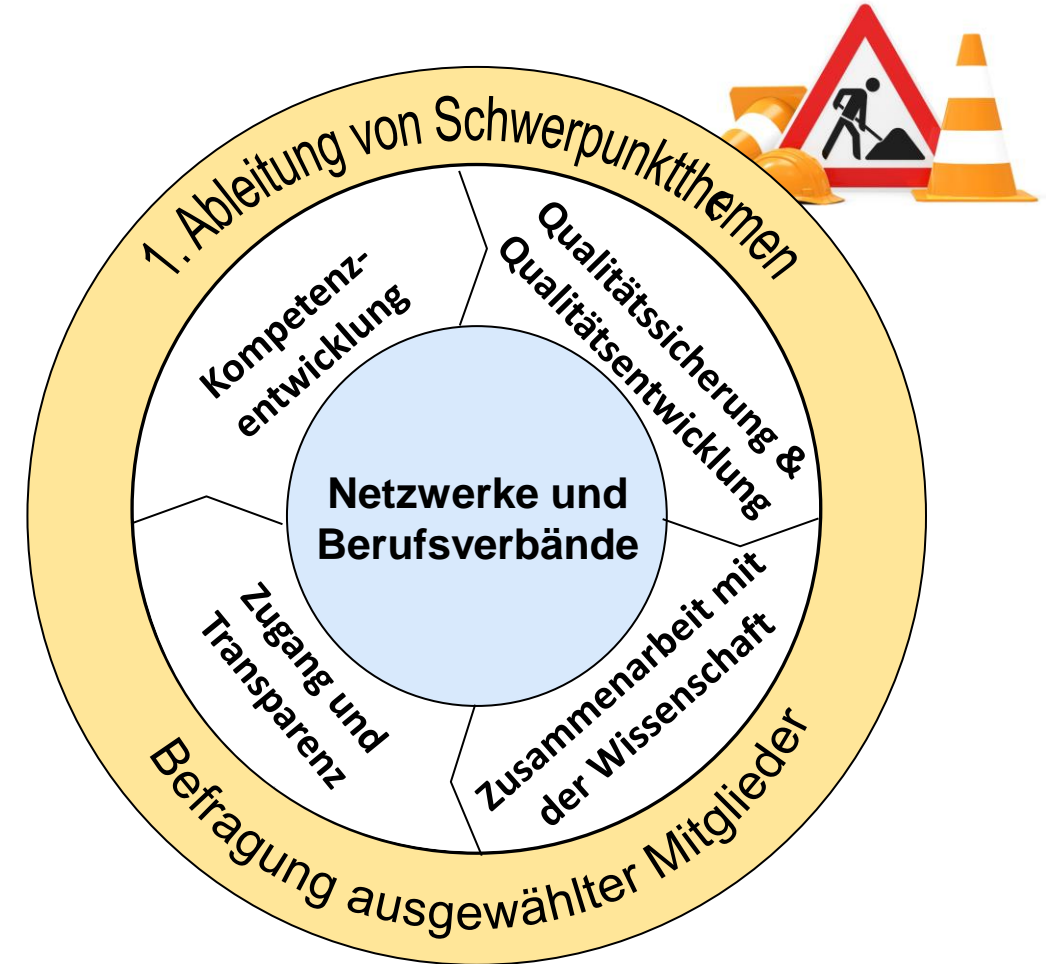 1. Ableitung von Schwerpunktthemen
Kompetenz-
entwicklung
Qualitätssicherung &
Qualitätsentwicklung
Netzwerke und
Berufsverbände
Zugang und
Transparenz
Zusammenarbeit mit
der Wissenschaft
Befragung ausgewählter Mitglieder